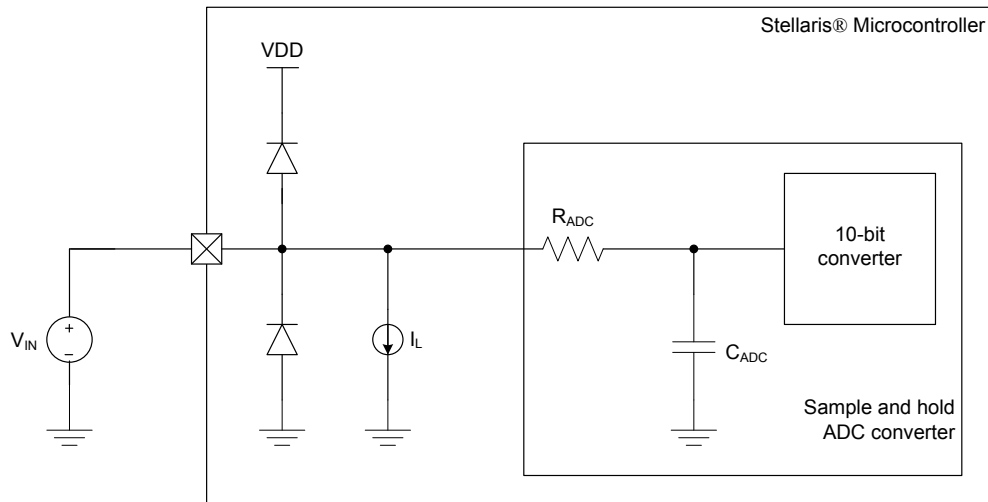 Stellaris® Microcontroller
VDD
R_ADC
10-bit
converter
V_IN
+
−
I_L
C_ADC
Sample and hold
ADC converter